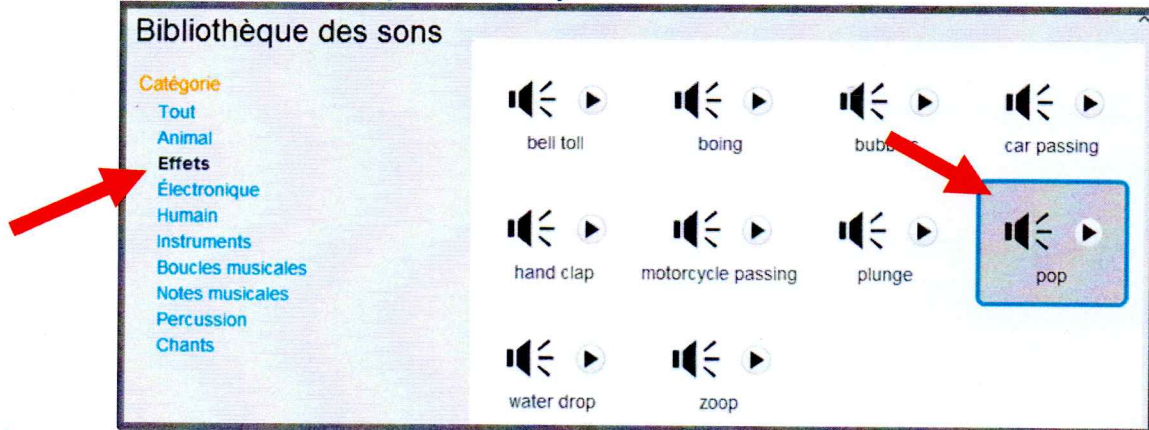 Bibliothèque des sons
Catégorie
Tout
Animal
Effets
Électronique
Humain
Instruments
Boucles musicales
Notes musicales
Percussion
Chants
bell toll
boing
car passing
hand clap
motorcycle passing
plunge
pop
water drop
zoop